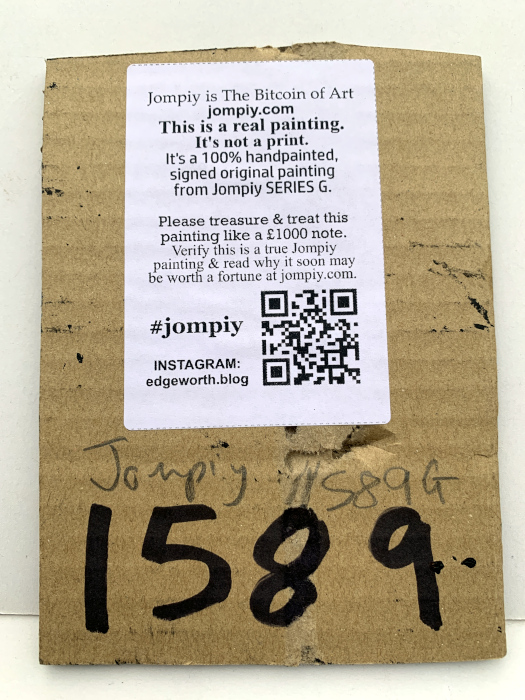 Jompiy is The Bitcoin of Art
jompiy.com
This is a real painting.
It's not a print.
It's a 100% handpainted,
signed original painting
from Jompiy SERIES G.
Please treasure & treat this
painting like a £1000 note.
Verify this is a true Jompiy
painting & read why it soon may
be worth a fortune at jompiy.com.
#jompiy
INSTAGRAM:
edgeworth.blog
Jompiy 1589G
1589